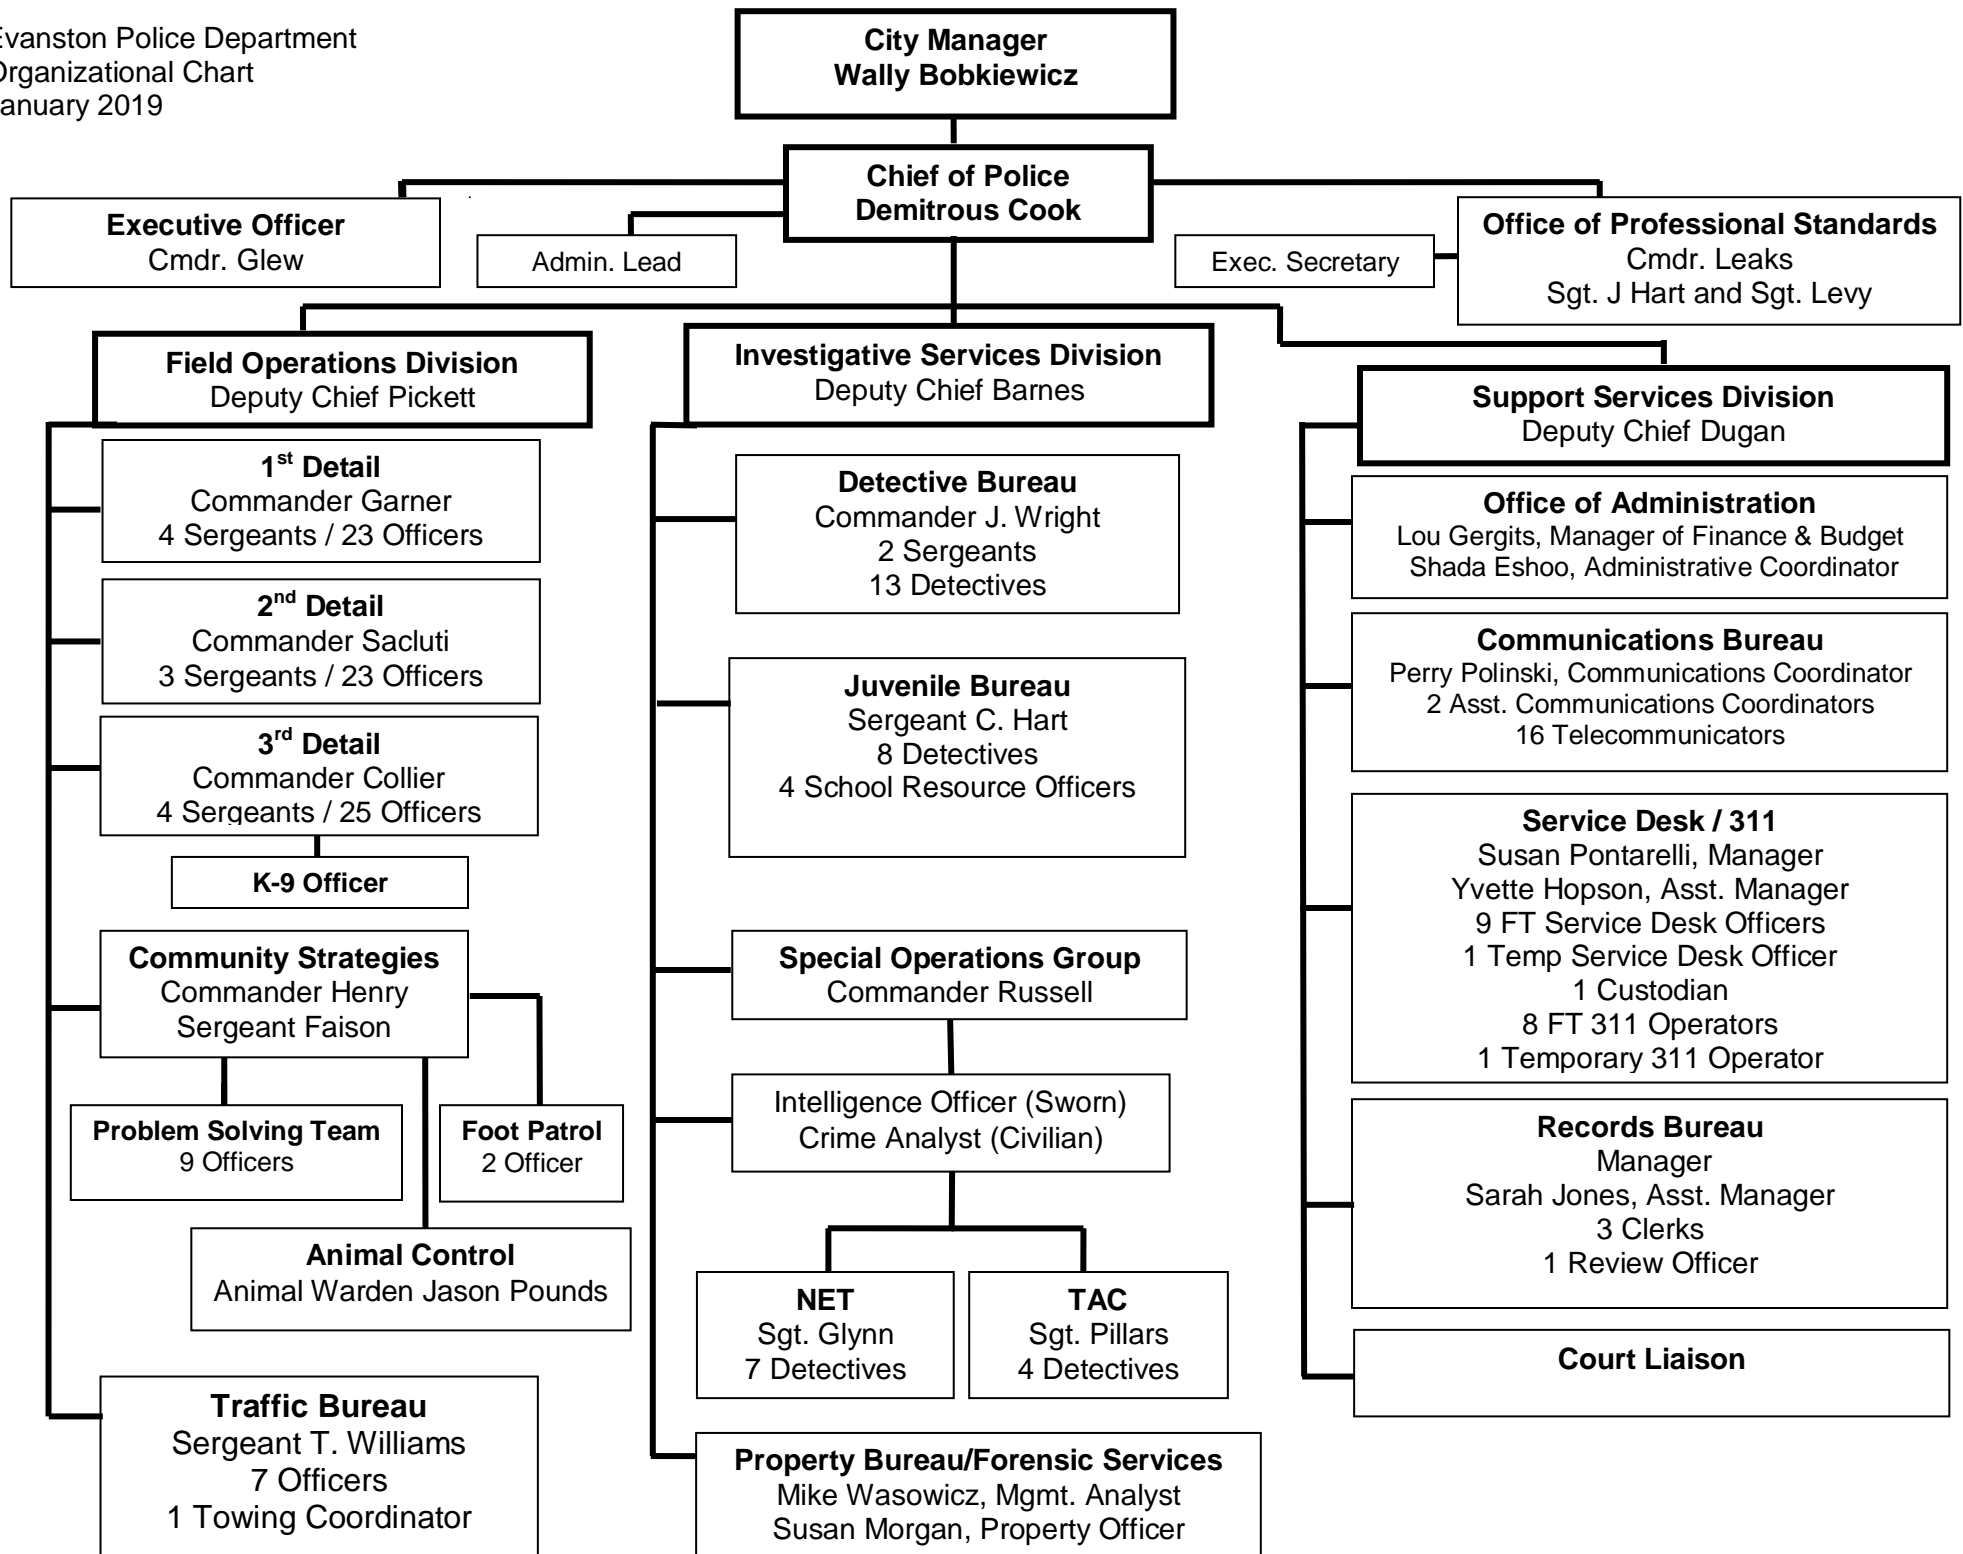 Evanston Police Department
Organizational Chart
January 2019
City Manager
Wally Bobkiewicz
Chief of Police
Demitrous Cook
Executive Officer
Cmdr. Glew
Admin. Lead
Exec. Secretary
Office of Professional Standards
Cmdr. Leaks
Sgt. J Hart and Sgt. Levy
Field Operations Division
Deputy Chief Pickett
1st Detail
Commander Garner
4 Sergeants / 23 Officers
2nd Detail
Commander Sacluti
3 Sergeants / 23 Officers
3rd Detail
Commander Collier
4 Sergeants / 25 Officers
K-9 Officer
Community Strategies
Commander Henry
Sergeant Faison
Problem Solving Team
9 Officers
Foot Patrol
2 Officer
Animal Control
Animal Warden Jason Pounds
Traffic Bureau
Sergeant T. Williams
7 Officers
1 Towing Coordinator
Investigative Services Division
Deputy Chief Barnes
Detective Bureau
Commander J. Wright
2 Sergeants
13 Detectives
Juvenile Bureau
Sergeant C. Hart
8 Detectives
4 School Resource Officers
Special Operations Group
Commander Russell
Intelligence Officer (Sworn)
Crime Analyst (Civilian)
NET
Sgt. Glynn
7 Detectives
TAC
Sgt. Pillars
4 Detectives
Property Bureau/Forensic Services
Mike Wasowicz, Mgmt. Analyst
Susan Morgan, Property Officer
Support Services Division
Deputy Chief Dugan
Office of Administration
Lou Gergits, Manager of Finance & Budget
Shada Eshoo, Administrative Coordinator
Communications Bureau
Perry Polinski, Communications Coordinator
2 Asst. Communications Coordinators
16 Telecommunicators
Service Desk / 311
Susan Pontarelli, Manager
Yvette Hopson, Asst. Manager
9 FT Service Desk Officers
1 Temp Service Desk Officer
1 Custodian
8 FT 311 Operators
1 Temporary 311 Operator
Records Bureau
Manager
Sarah Jones, Asst. Manager
3 Clerks
1 Review Officer
Court Liaison